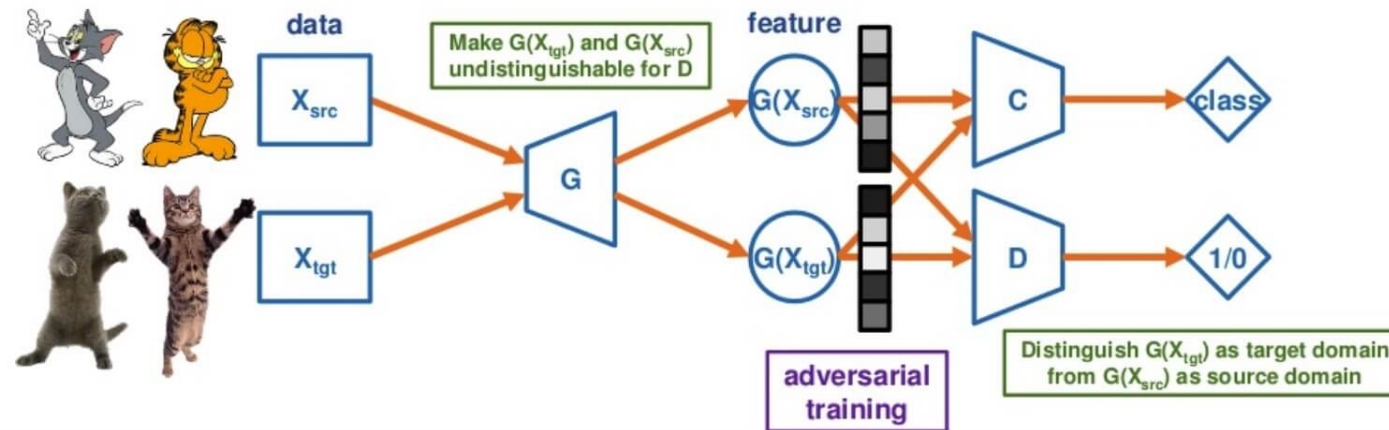 data
feature
Make G(Xtgt) and G(Xsrc)
undistinguishable for D
Xsrc
G(Xsrc)
C
class
G
Xtgt
G(Xtgt)
D
1/0
Distinguish G(Xtgt) as target domain
from G(Xsrc) as source domain
adversarial
training